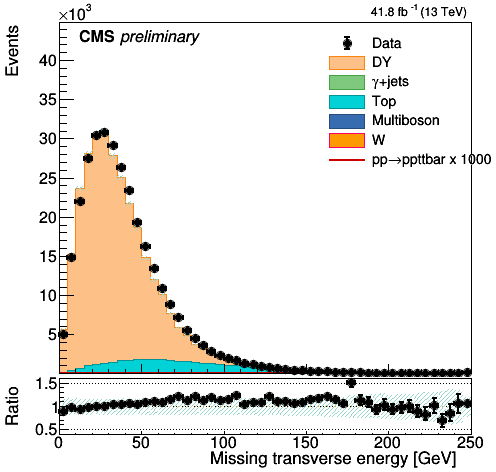 ×10³
41.8 fb⁻¹ (13 TeV)
Events
CMS preliminary
Data
DY
γ+jets
Top
Multiboson
W
pp→ppttbar x 1000
40
35
30
25
20
15
10
5
Ratio
1.5
1
0.5
0 50 100 150 200 250
Missing transverse energy [GeV]